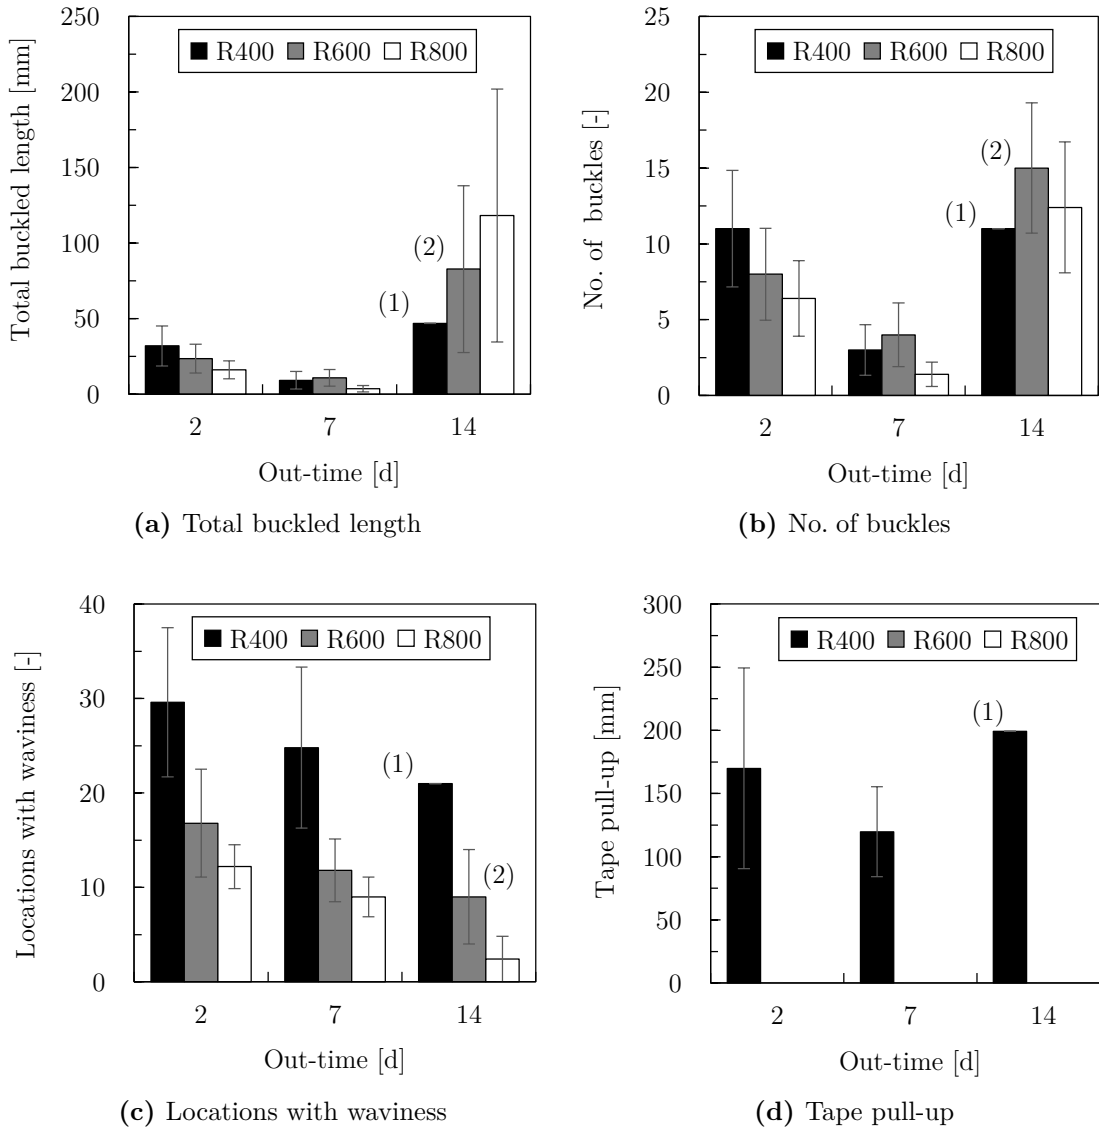 Total buckled length [mm]
250
200
150
100
50
0
R400 R600 R800
(1)
(2)
2 7 14
Out-time [d]
(a) Total buckled length
No. of buckles [-]
25
20
15
10
5
0
R400 R600 R800
(1)
(2)
2 7 14
Out-time [d]
(b) No. of buckles
Locations with waviness [-]
40
30
20
10
0
R400 R600 R800
(1)
(2)
2 7 14
Out-time [d]
(c) Locations with waviness
Tape pull-up [mm]
300
250
200
150
100
50
0
R400 R600 R800
(1)
2 7 14
Out-time [d]
(d) Tape pull-up